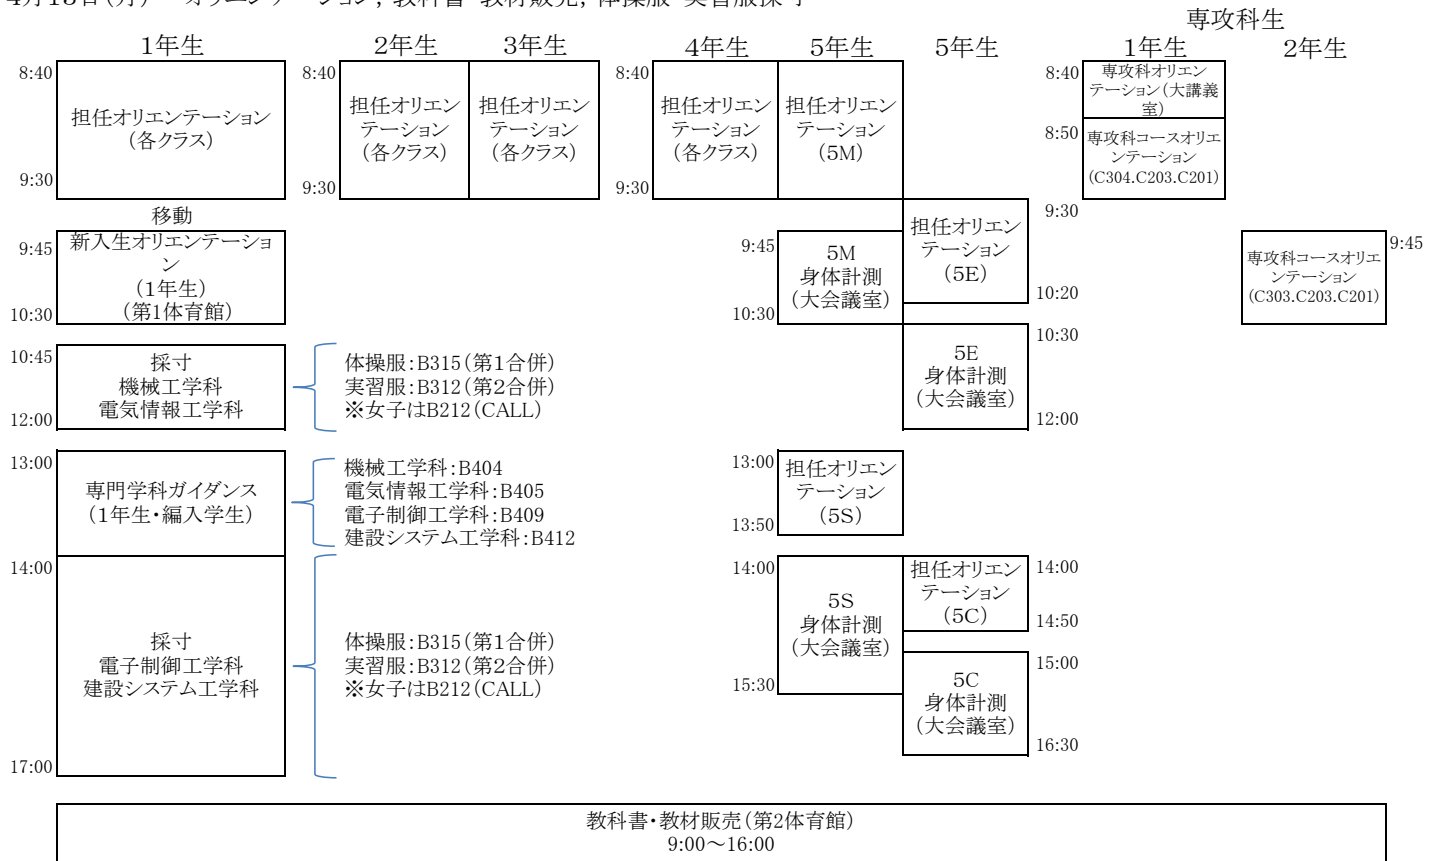 専攻科生
1年生 2年生 3年生 4年生 5年生 5年生 1年生 2年生
8:40
担任オリエンテーション
(各クラス)
9:30
移動
9:45
新入生オリエンテーショ
ン
(1年生)
(第1体育館)
10:30
10:45
採寸
機械工学科
電気情報工学科
12:00
体操服:B315(第1合併)
実習服:B312(第2合併)
※女子はB212(CALL)
13:00
専門学科ガイダンス
(1年生・編入学生)
機械工学科:B404
電気情報工学科:B405
電子制御工学科:B409
建設システム工学科:B412
14:00
採寸
電子制御工学科
建設システム工学科
17:00
体操服:B315(第1合併)
実習服:B312(第2合併)
※女子はB212(CALL)
8:40
担任オリエン
テーション
(各クラス)
9:30
担任オリエン
テーション
(各クラス)
8:40
担任オリエン
テーション
(各クラス)
9:30
担任オリエン
テーション
(5M)
9:45
5M
身体計測
(大会議室)
10:30
13:00
担任オリエン
テーション
(5S)
13:50
14:00
5S
身体計測
(大会議室)
15:30
9:30
担任オリエン
テーション
(5E)
10:20
10:30
5E
身体計測
(大会議室)
12:00
14:00
担任オリエン
テーション
(5C)
14:50
15:00
5C
身体計測
(大会議室)
16:30
8:40
専攻科オリエン
テーション(大講義
室)
8:50
専攻科コースオリエ
ンテーション
(C304.C203.C201)
9:45
専攻科コースオリエ
ンテーション
(C303.C203.C201)
教科書・教材販売(第2体育館)
9:00～16:00